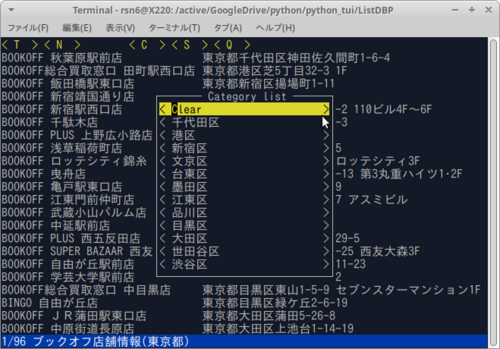 Terminal - rsn6@X220: /active/GoogleDrive/python/python_tui/ListDBP
ファイル(F) 編集(E) 表示(V) ターミナル(T) タブ(A) ヘルプ(H)
< T > < N > < C > < S > < Q >
BOOKOFF 秋葉原駅前店 東京都千代田区神田佐久間町1-6-4
BOOKOFF総合買取窓口 田町駅西口店 東京都港区芝5丁目32-3 1F
BOOKOFF 飯田橋駅東口店 東京都新宿区揚場町1-11
BOOKOFF 新宿靖国通り店 Category list
BOOKOFF 新宿駅西口店 < Clear > -2 110ビル4F~6F
BOOKOFF 千駄木店 < 千代田区 > -3
BOOKOFF PLUS 上野広小路店 < 港区 >
BOOKOFF 浅草稲荷町店 < 新宿区 > 5
BOOKOFF ロッテシティ錦糸 < 文京区 > ロッテシティ3F
BOOKOFF 曳舟店 < 台東区 > -13 第3丸重ハイツ1・2F
BOOKOFF 亀戸駅東口店 < 墨田区 > 9
BOOKOFF 江東門前仲町店 < 江東区 > 7 アスミビル
BOOKOFF 武蔵小山パルム店 < 品川区 >
BOOKOFF 中延駅前店 < 目黒区 >
BOOKOFF PLUS 西五反田店 < 大田区 > 29-5
BOOKOFF SUPER BAZAAR 西友 < 世田谷区 > -25 西友大森3F
BOOKOFF 自由が丘駅前店 < 渋谷区 > 11-23
BOOKOFF 学芸大学駅前店 2
BOOKOFF総合買取窓口 中目黒店 東京都目黒区東山1-5-9 セブンスターマンション1F
BINGO 自由が丘店 東京都目黒区緑ケ丘2-6-19
BOOKOFF JR蒲田駅東口店 東京都大田区蒲田5-26-8
BOOKOFF 中原街道長原店 東京都大田区上池台1-14-19
1/96 ブックオフ店舗情報(東京都)